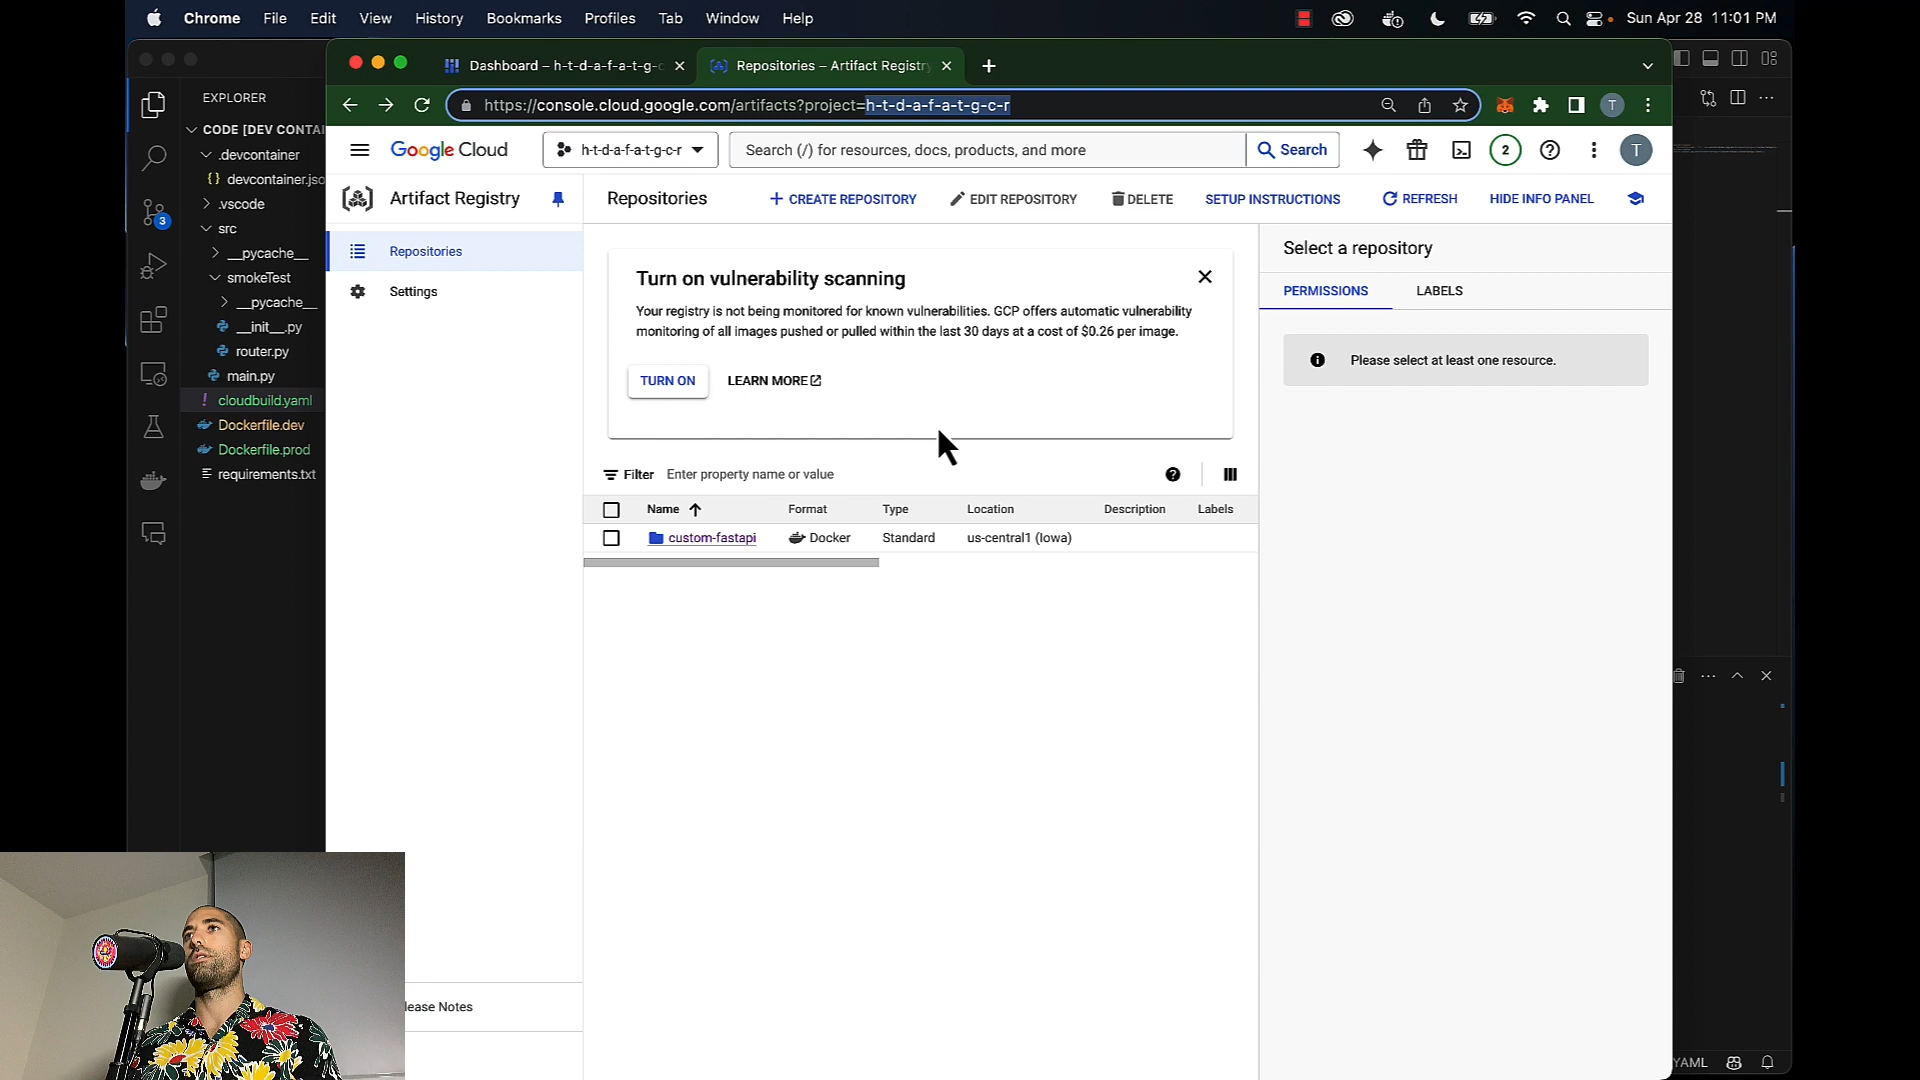 Chrome File Edit View History Bookmarks Profiles Tab Window Help
Sun Apr 28 11:01 PM
Dashboard – h-t-d-a-f-a-t-g-c
Repositories – Artifact Registry
https://console.cloud.google.com/artifacts?project=h-t-d-a-f-a-t-g-c-r
T
EXPLORER
CODE [DEV CONTAI
.devcontainer
{} devcontainer.jso
.vscode
src
__pycache__
smokeTest
__pycache__
__init__.py
router.py
main.py
! cloudbuild.yaml
Dockerfile.dev
Dockerfile.prod
requirements.txt
3
Google Cloud
h-t-d-a-f-a-t-g-c-r
Search (/) for resources, docs, products, and more
Search
2
T
Artifact Registry
Repositories
Settings
Repositories
+ CREATE REPOSITORY
EDIT REPOSITORY
DELETE
SETUP INSTRUCTIONS
REFRESH
HIDE INFO PANEL
Turn on vulnerability scanning
Your registry is not being monitored for known vulnerabilities. GCP offers automatic vulnerability
monitoring of all images pushed or pulled within the last 30 days at a cost of $0.26 per image.
TURN ON
LEARN MORE
Filter Enter property name or value
Name Format Type Location Description Labels
custom-fastapi Docker Standard us-central1 (Iowa)
Select a repository
PERMISSIONS
LABELS
Please select at least one resource.
lease Notes
YAML